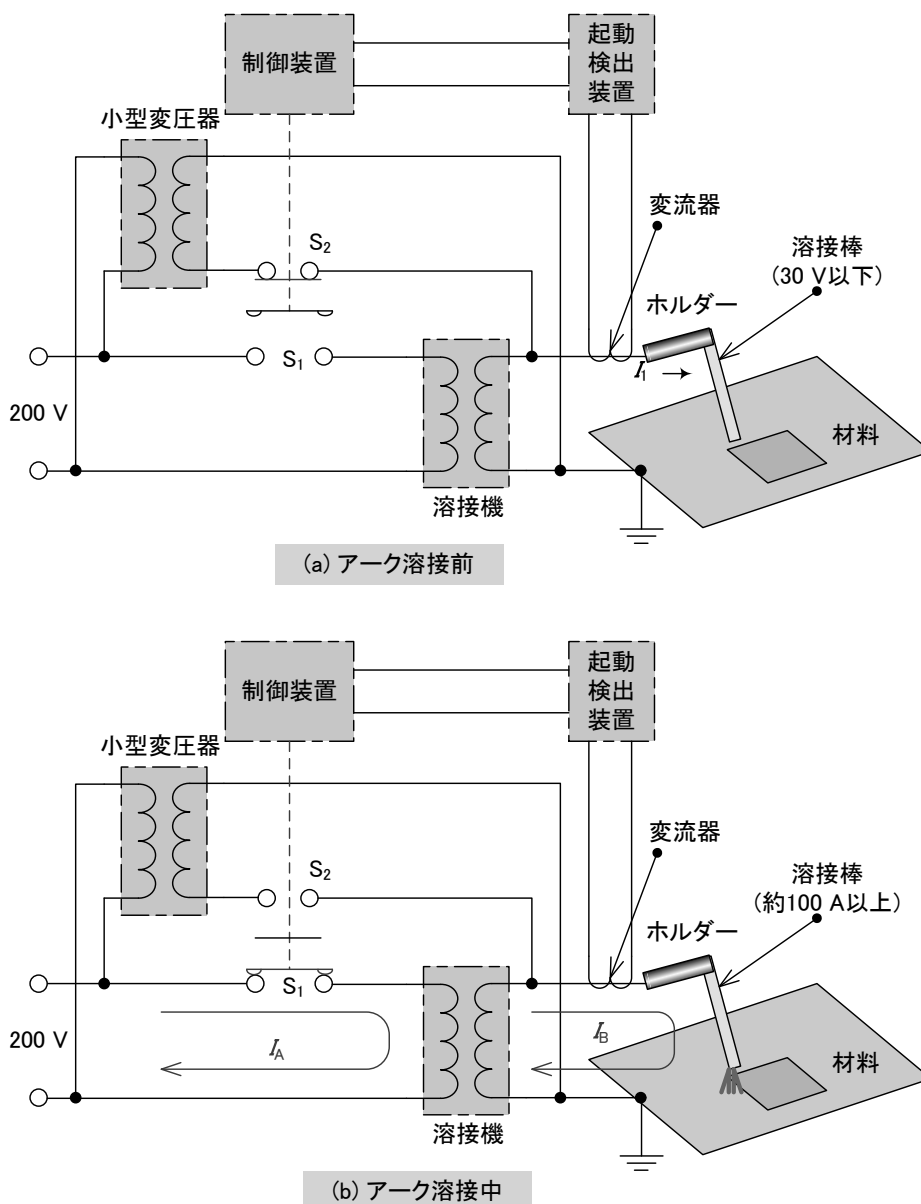 制御装置
起動
検出
装置
小型変圧器
変流器
S2
溶接棒
(30 V以下)
ホルダー
S1
I1 →
200 V
材料
溶接機
(a) アーク溶接前
制御装置
起動
検出
装置
小型変圧器
変流器
S2
溶接棒
(約100 A以上)
ホルダー
S1
200 V
IA
IB
材料
溶接機
(b) アーク溶接中